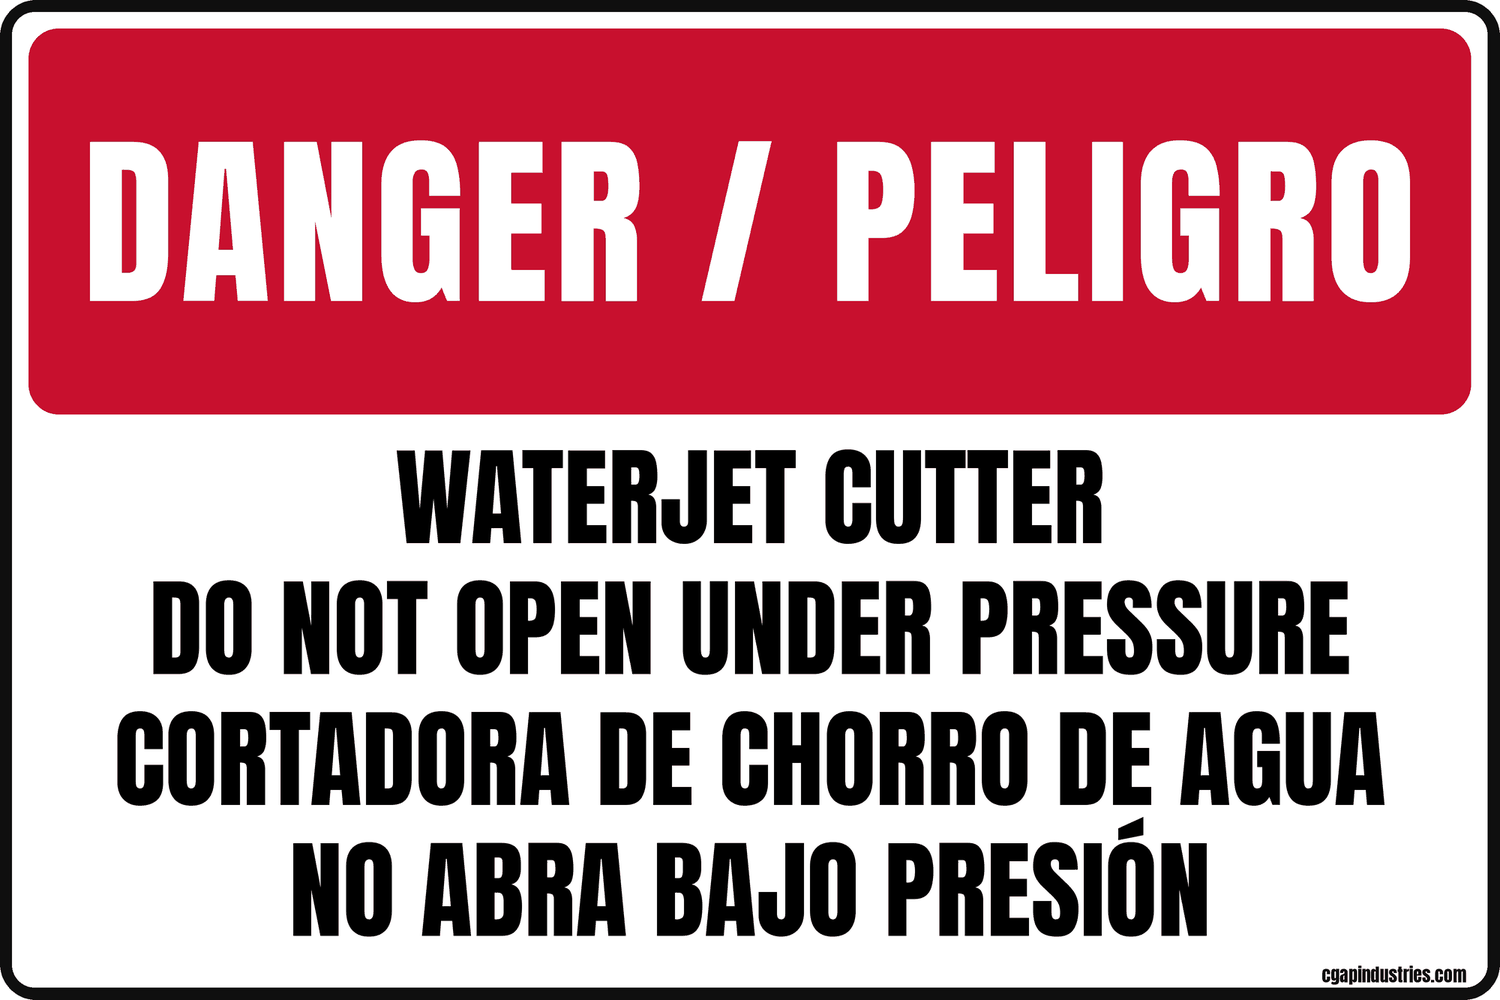 DANGER / PELIGRO
WATERJET CUTTER
DO NOT OPEN UNDER PRESSURE
CORTADORA DE CHORRO DE AGUA
NO ABRA BAJO PRESIÓN
cgapindustries.com